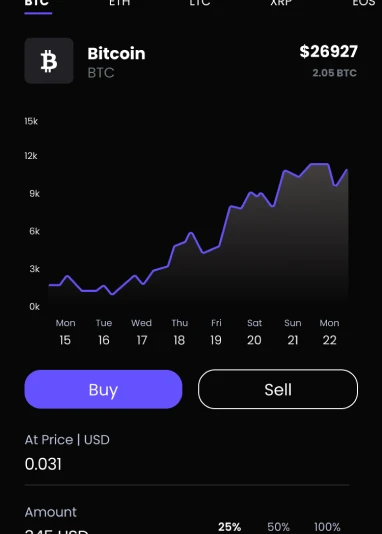 BTC ETH LTC XRP EOS
Bitcoin $26927
BTC 2.05 BTC
15k
12k
9k
6k
3k
0k
Mon Tue Wed Thu Fri Sat Sun Mon
15 16 17 18 19 20 21 22
Buy Sell
At Price | USD
0.031
Amount
25% 50% 100%
245 USD